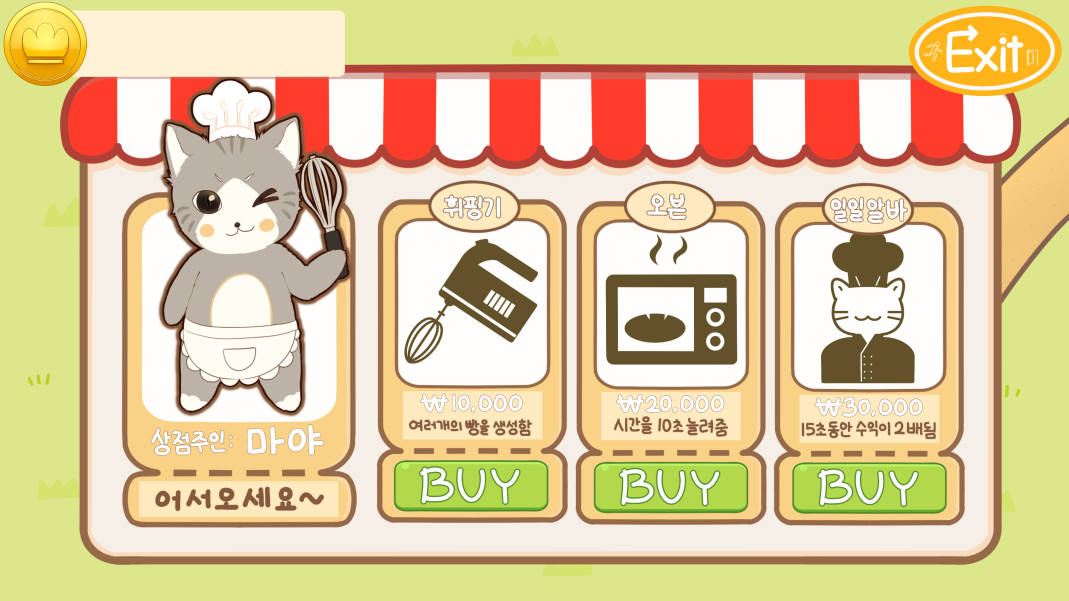 Exit
휘핑기
오븐
일일알바
₩10,000
₩20,000
₩30,000
여러개의 빵을 생성함
시간을 10초 늘려줌
15초동안 수익이 2배됨
상점주인: 마야
어서오세요~
BUY
BUY
BUY